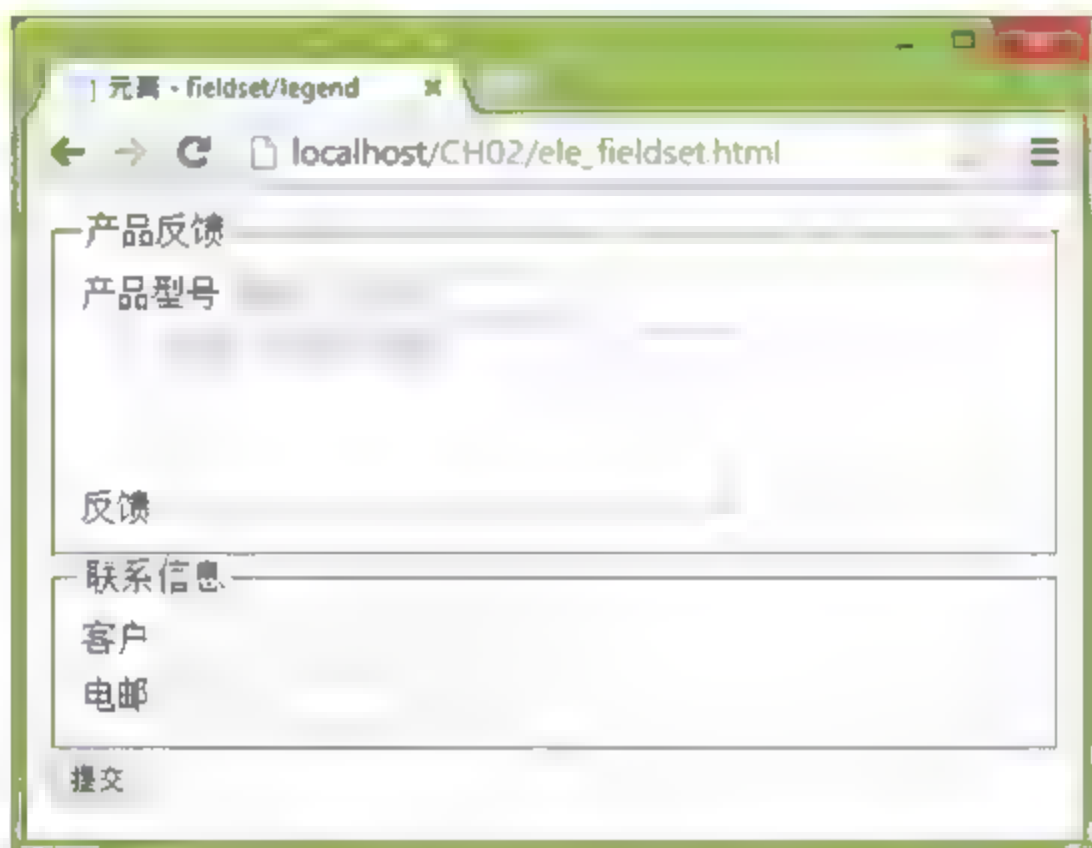 元素 - fieldset/legend
localhost/CH02/ele_fieldset.html
产品反馈
产品型号
反馈
联系信息
客户
电邮
提交